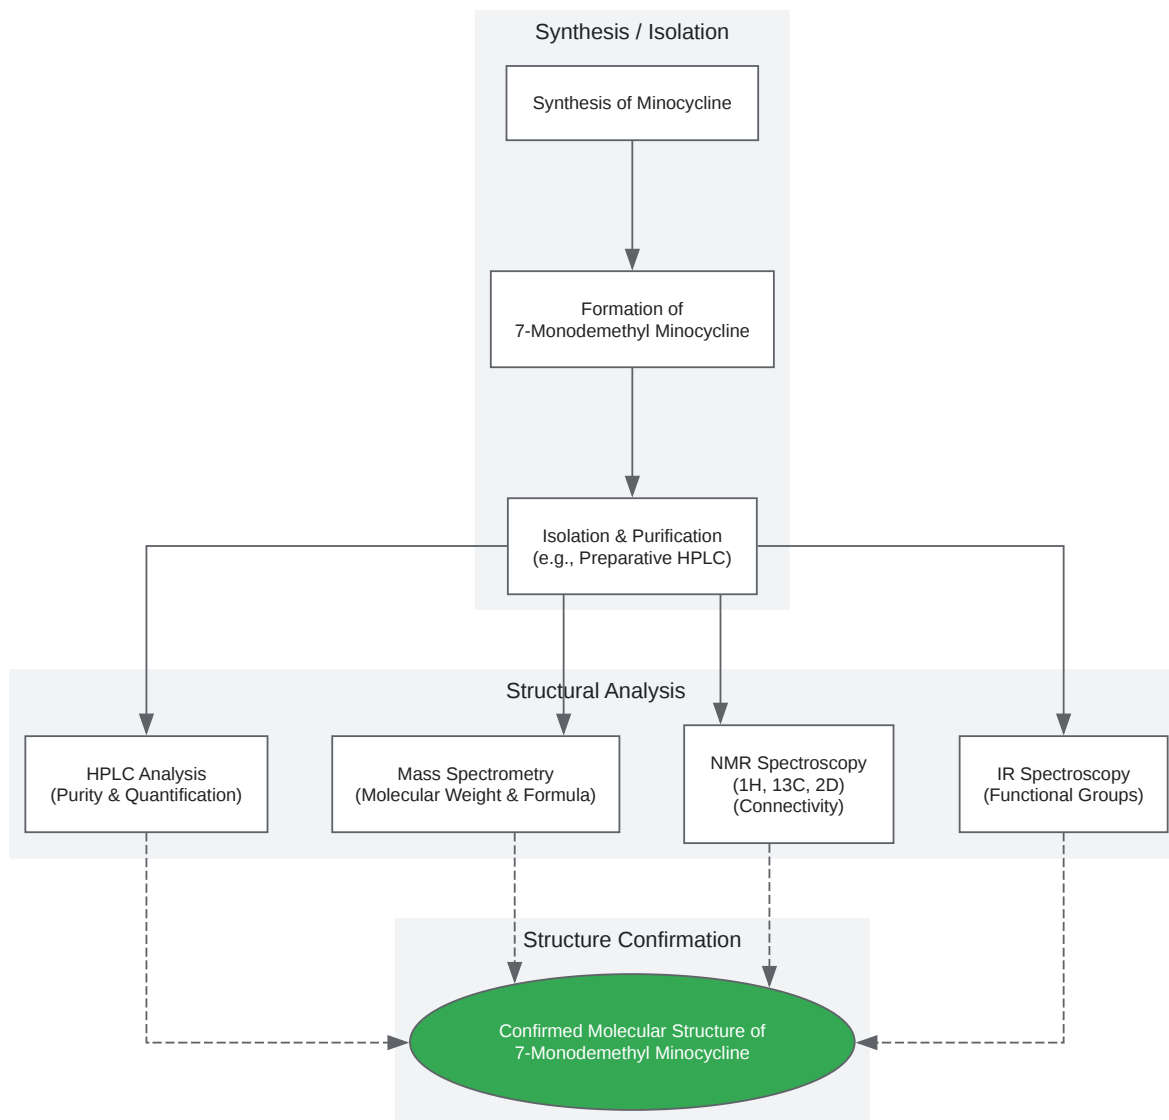 Synthesis / Isolation
Synthesis of Minocycline
Formation of
7-Monodemethyl Minocycline
Isolation & Purification
(e.g., Preparative HPLC)
Structural Analysis
HPLC Analysis
(Purity & Quantification)
Mass Spectrometry
(Molecular Weight & Formula)
NMR Spectroscopy
(1H, 13C, 2D)
(Connectivity)
IR Spectroscopy
(Functional Groups)
Structure Confirmation
Confirmed Molecular Structure of
7-Monodemethyl Minocycline